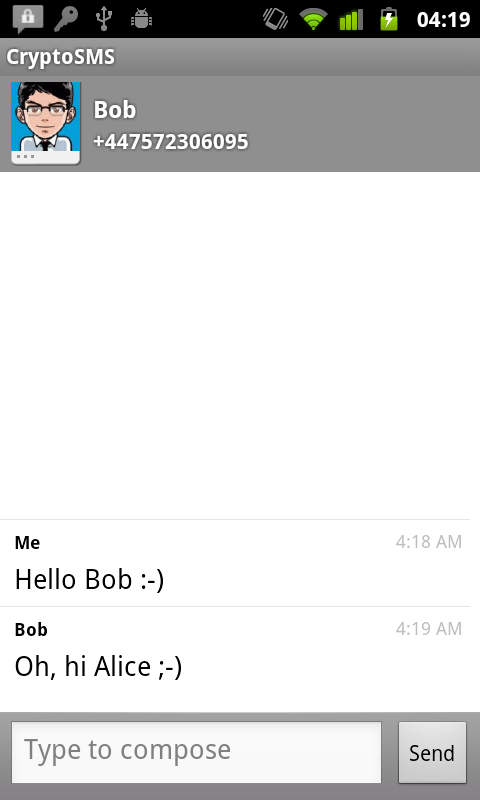 04:19
CryptoSMS
Bob
+447572306095
Me 4:18 AM
Hello Bob :-)
Bob 4:19 AM
Oh, hi Alice ;-)
Type to compose
Send